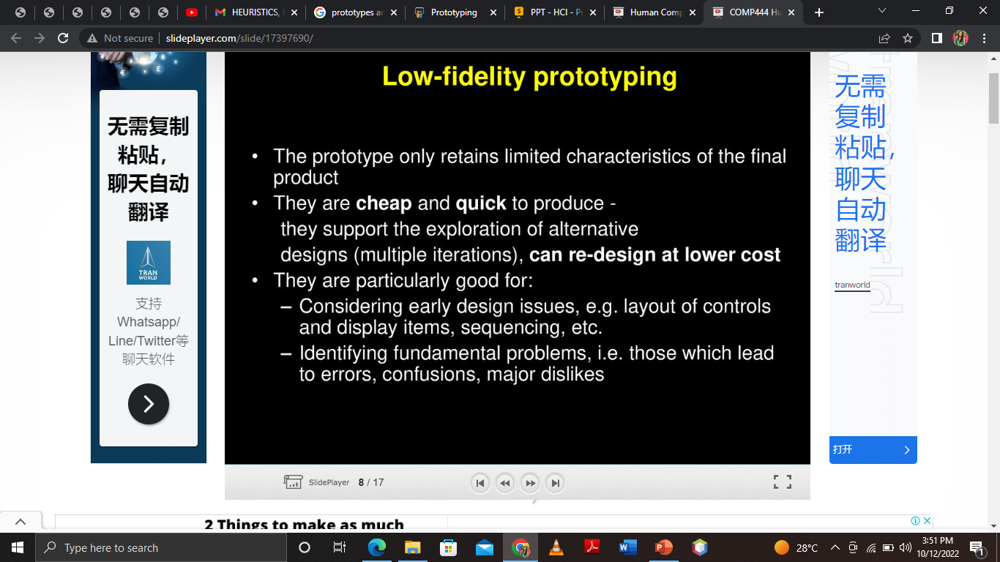 HEURISTICS,
prototypes an
Prototyping
PPT - HCI - Pr
Human Comp
COMP444 Hu
Not secure
slideplayer.com/slide/17397690/
无需复制
粘贴，
聊天自动
翻译
TRAN
WORLD
支持
Whatsapp/
Line/Twitter等
聊天软件
Low-fidelity prototyping
• The prototype only retains limited characteristics of the final
product
• They are cheap and quick to produce -
they support the exploration of alternative
designs (multiple iterations), can re-design at lower cost
• They are particularly good for:
– Considering early design issues, e.g. layout of controls
and display items, sequencing, etc.
– Identifying fundamental problems, i.e. those which lead
to errors, confusions, major dislikes
SlidePlayer 8 / 17
无需
复制
粘贴，
聊天
自动
翻译
tranworld
打开
2 Things to make as much
Type here to search
28°C
3:51 PM
10/12/2022
1